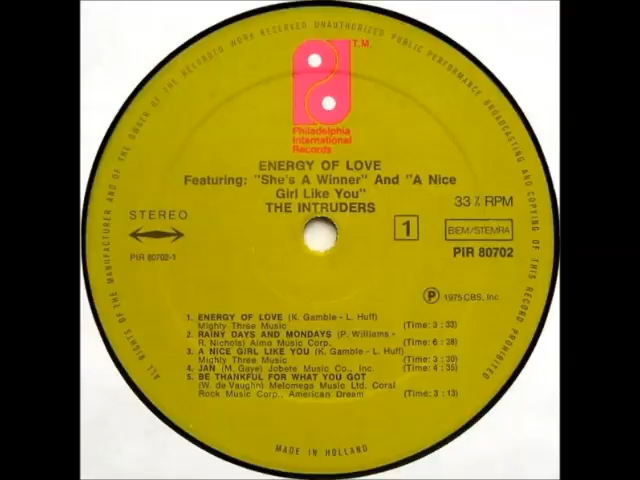 ALL RIGHTS OF THE MANUFACTURER AND OF THE OWNER OF THE RECORDED WORK RESERVED UNAUTHORIZED PUBLIC PERFORMANCE BROADCASTING AND COPYING OF THIS RECORD PROHIBITED
T.M.
Philadelphia
International
Records
ENERGY OF LOVE
Featuring: "She's A Winner" And "A Nice
Girl Like You"
THE INTRUDERS
STEREO
PIR 80702-1
1
33⅓ RPM
BIEM/STEMRA
PIR 80702
Ⓟ 1975 CBS, Inc
1. ENERGY OF LOVE (K. Gamble - L. Huff)
Mighty Three Music (Time: 3 : 33)
2. RAINY DAYS AND MONDAYS (P. Williams -
R. Nichols) Almo Music Corp. (Time: 6 : 28)
3. A NICE GIRL LIKE YOU (K. Gamble - L. Huff)
Mighty Three Music (Time: 3 : 30)
4. JAN (M. Gaye) Jobete Music Co., Inc. (Time: 4 : 35)
5. BE THANKFUL FOR WHAT YOU GOT
(W. de Vaughn) Melomega Music Ltd. Coral
Rock Music Corp., American Dream (Time: 3 : 13)
MADE IN HOLLAND